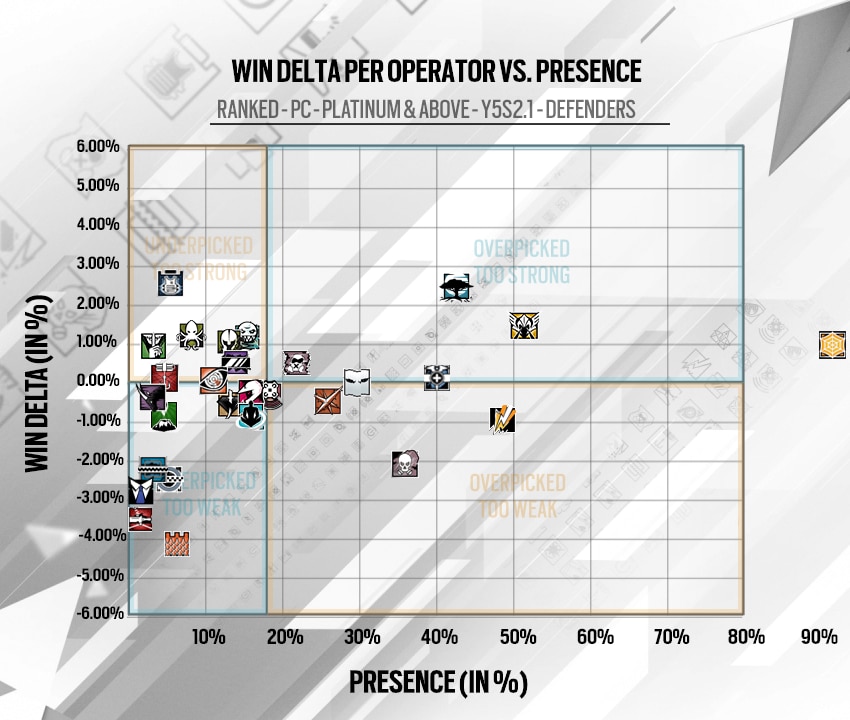 WIN DELTA PER OPERATOR VS. PRESENCE
RANKED - PC - PLATINUM & ABOVE - Y5S2.1 - DEFENDERS
6.00%
5.00%
4.00%
3.00%
2.00%
1.00%
0.00%
-1.00%
-2.00%
-3.00%
-4.00%
-5.00%
-6.00%
WIN DELTA (IN %)
UNDERPICKED
TOO STRONG
OVERPICKED
TOO STRONG
UNDERPICKED
TOO WEAK
OVERPICKED
TOO WEAK
10%
20%
30%
40%
50%
60%
70%
80%
90%
PRESENCE (IN %)